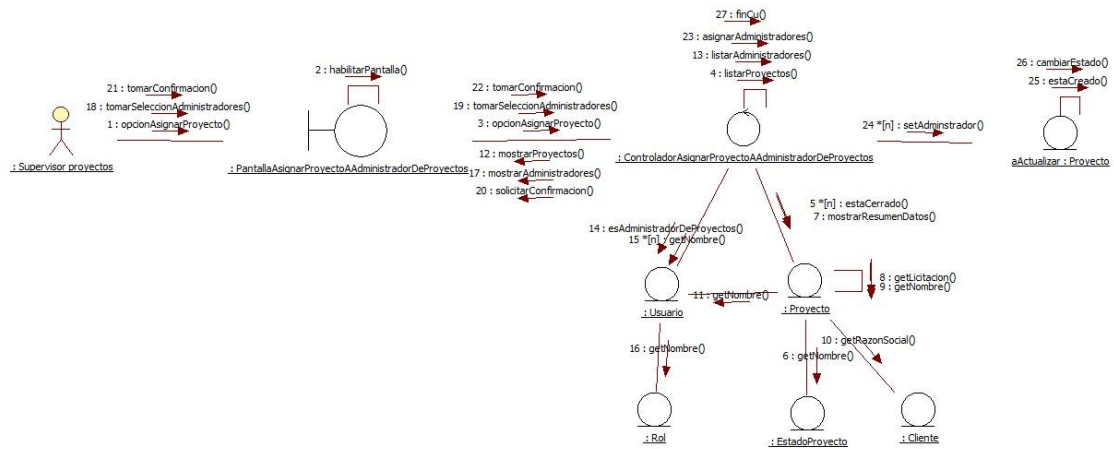 27 : finCu()
23 : asignarAdministradores()
13 : listarAdministradores()
4 : listarProyectos()
2 : habilitarPantalla()
21 : tomarConfirmacion()
18 : tomarSeleccionAdministradores()
1 : opcionAsignarProyecto()
22 : tomarConfirmacion()
19 : tomarSeleccionAdministradores()
3 : opcionAsignarProyecto()
26 : cambiarEstado()
25 : estaCreado()
24 *[n] : setAdminstrador()
12 : mostrarProyectos()
17 : mostrarAdministradores()
20 : solicitarConfirmacion()
: Supervisor proyectos
: PantallaAsignarProyectoAAdministradorDeProyectos
: ControladorAsignarProyectoAAdministradorDeProyectos
aActualizar : Proyecto
5 *[n] : estaCerrado()
7 : mostrarResumenDatos()
14 : esAdministradorDeProyectos()
15 *[n] : getNombre()
8 : getLicitacion()
9 : getNombre()
11 : getNombre()
: Usuario
: Proyecto
16 : getNombre()
10 : getRazonSocial()
6 : getNombre()
: Rol
: EstadoProyecto
: Cliente